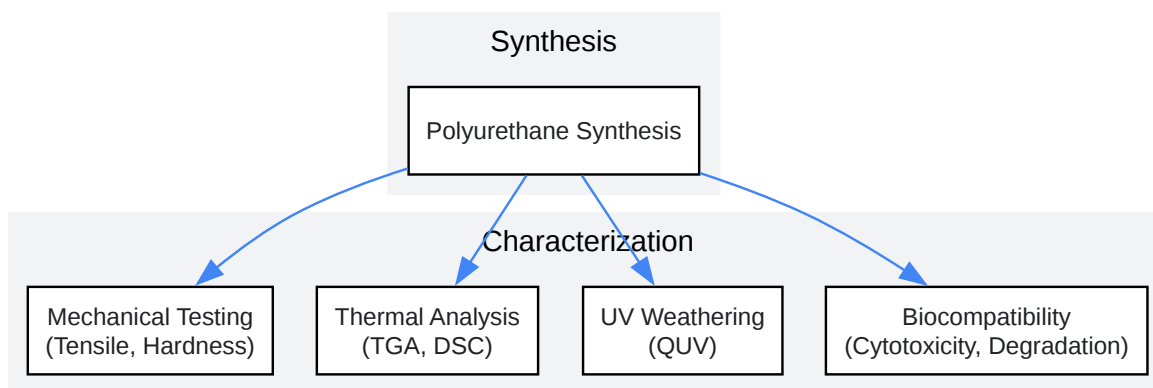 Synthesis
Polyurethane Synthesis
Characterization
Mechanical Testing
(Tensile, Hardness)
Thermal Analysis
(TGA, DSC)
UV Weathering
(QUV)
Biocompatibility
(Cytotoxicity, Degradation)